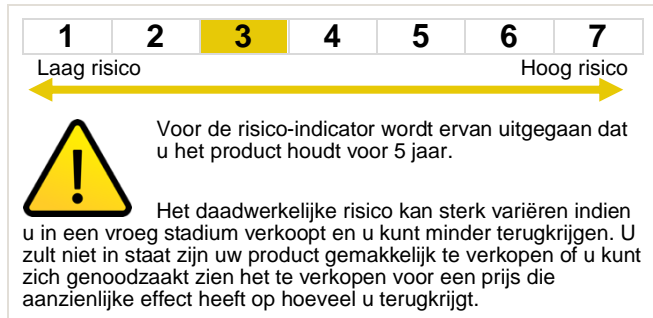 1 2 3 4 5 6 7
Laag risico Hoog risico
Voor de risico-indicator wordt ervan uitgegaan dat
u het product houdt voor 5 jaar.
Het daadwerkelijke risico kan sterk variëren indien
u in een vroeg stadium verkoopt en u kunt minder terugkrijgen. U
zult niet in staat zijn uw product gemakkelijk te verkopen of u kunt
zich genoodzaakt zien het te verkopen voor een prijs die
aanzienlijke effect heeft op hoeveel u terugkrijgt.